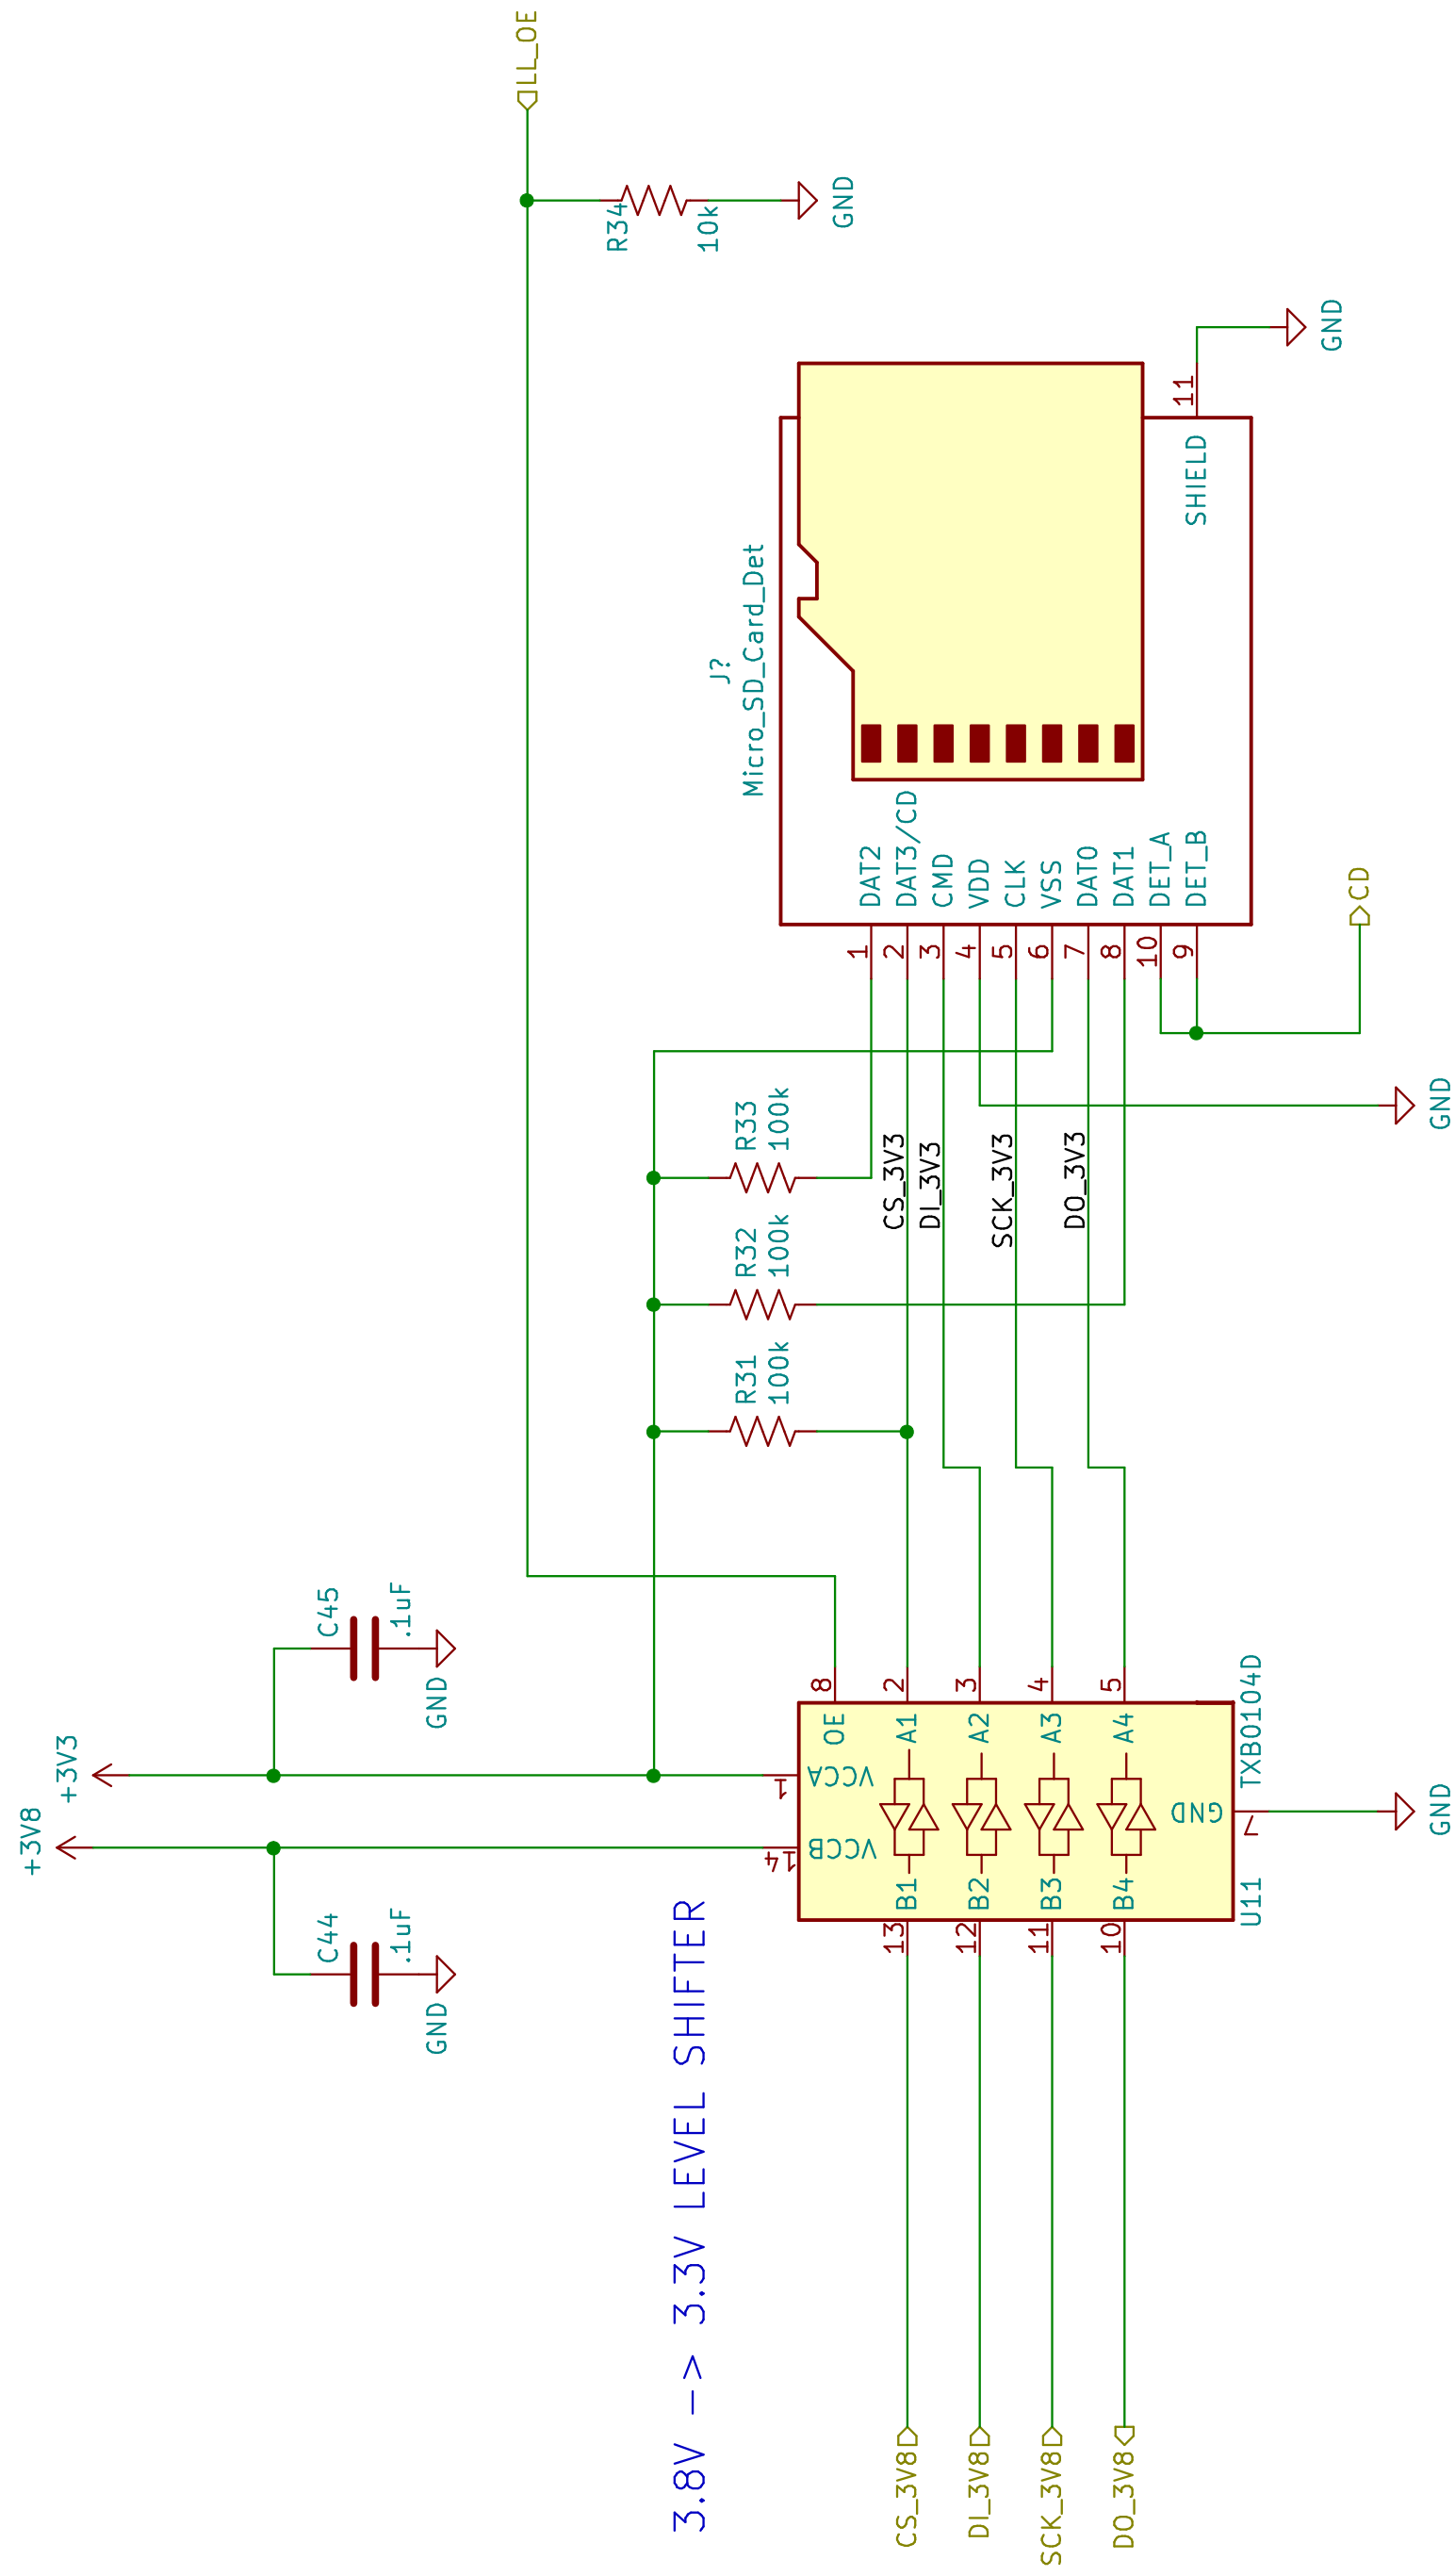 3.8V -> 3.3V LEVEL SHIFTER
+3V8
+3V3
C44
.1uF
GND
C45
.1uF
GND
LL_OE
R34
10k
GND
CS_3V8
DI_3V8
SCK_3V8
DO_3V8
13
12
11
10
B1
B2
B3
B4
14
VCCB
1
VCCA
OE
A1
A2
A3
A4
GND
7
8
2
3
4
5
U11
TXB0104D
GND
R31
100k
R32
100k
R33
100k
CS_3V3
DI_3V3
SCK_3V3
DO_3V3
J?
Micro_SD_Card_Det
1 DAT2
2 DAT3/CD
3 CMD
4 VDD
5 CLK
6 VSS
7 DAT0
8 DAT1
10 DET_A
9 DET_B
SHIELD 11
GND
CD
GND